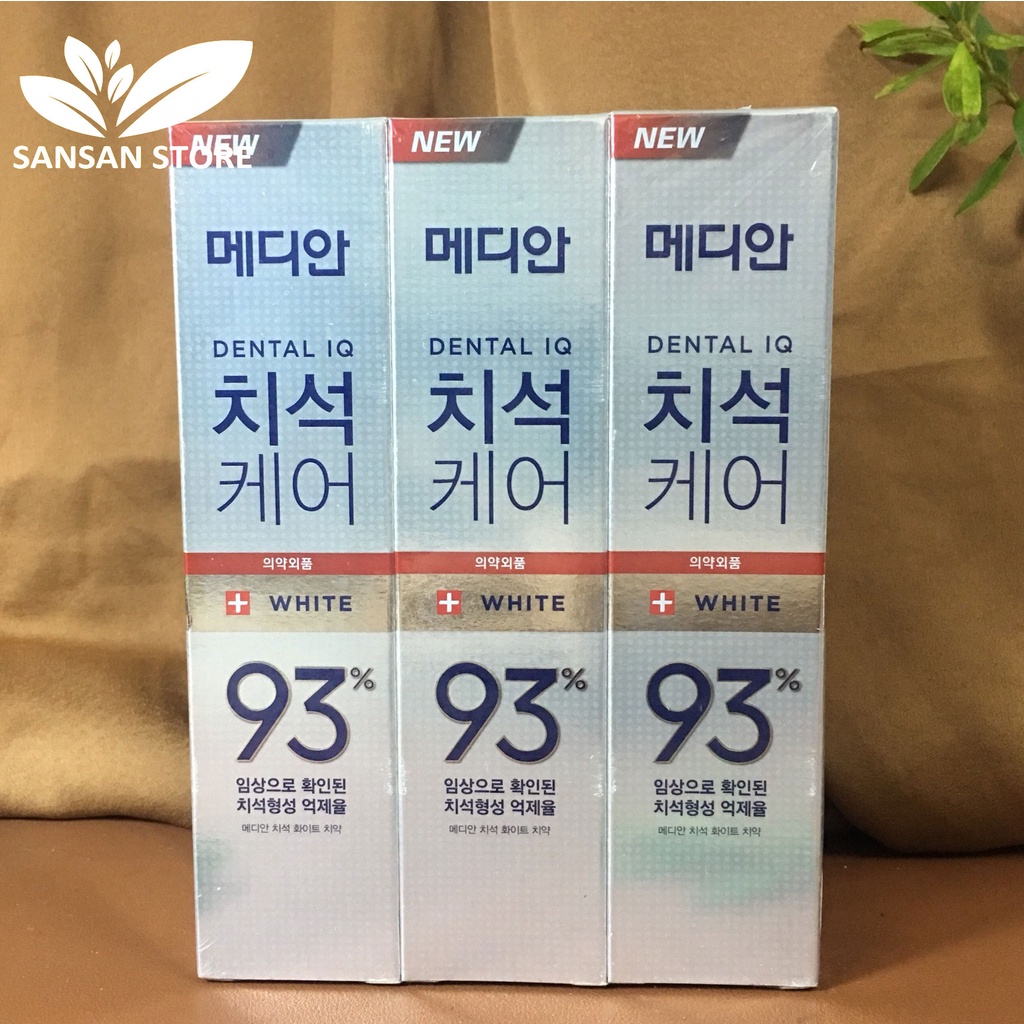 SANSAN STORE
NEW
메디안
DENTAL IQ
치석
케어
의약외품
WHITE
93%
임상으로 확인된
치석형성 억제율
메디안 치석 화이트 치약
NEW
메디안
DENTAL IQ
치석
케어
의약외품
WHITE
93%
임상으로 확인된
치석형성 억제율
메디안 치석 화이트 치약
NEW
메디안
DENTAL IQ
치석
케어
의약외품
WHITE
93%
임상으로 확인된
치석형성 억제율
메디안 치석 화이트 치약